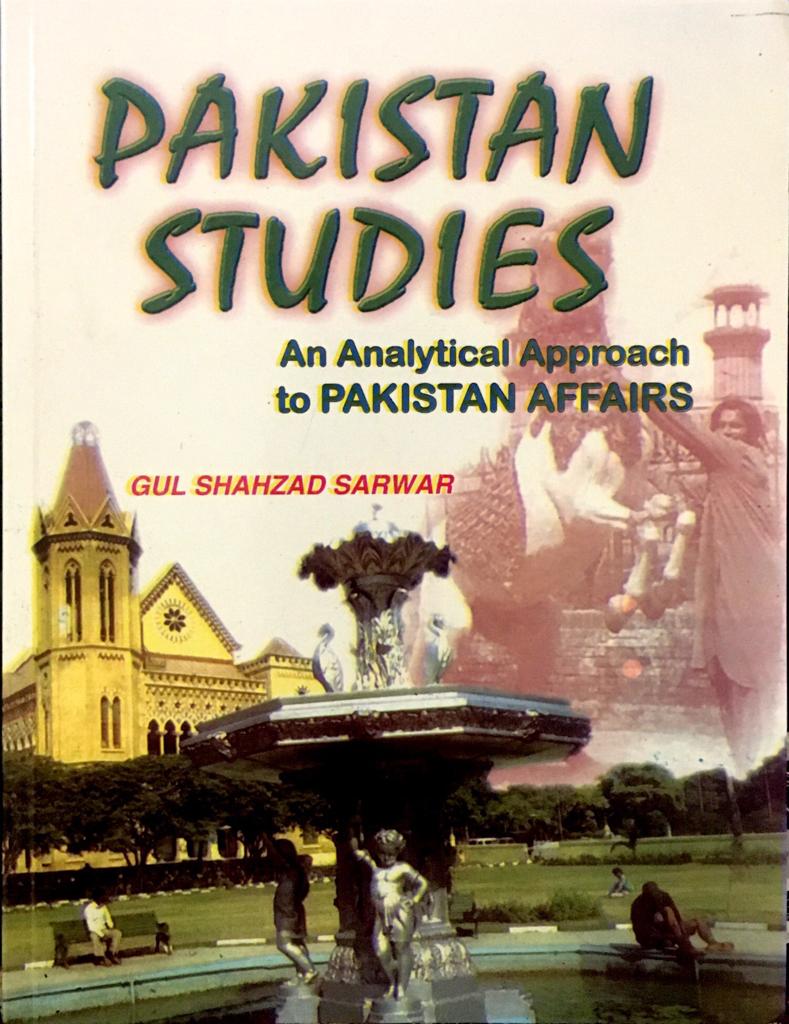 PAKISTAN
STUDIES
An Analytical Approach
to PAKISTAN AFFAIRS
GUL SHAHZAD SARWAR